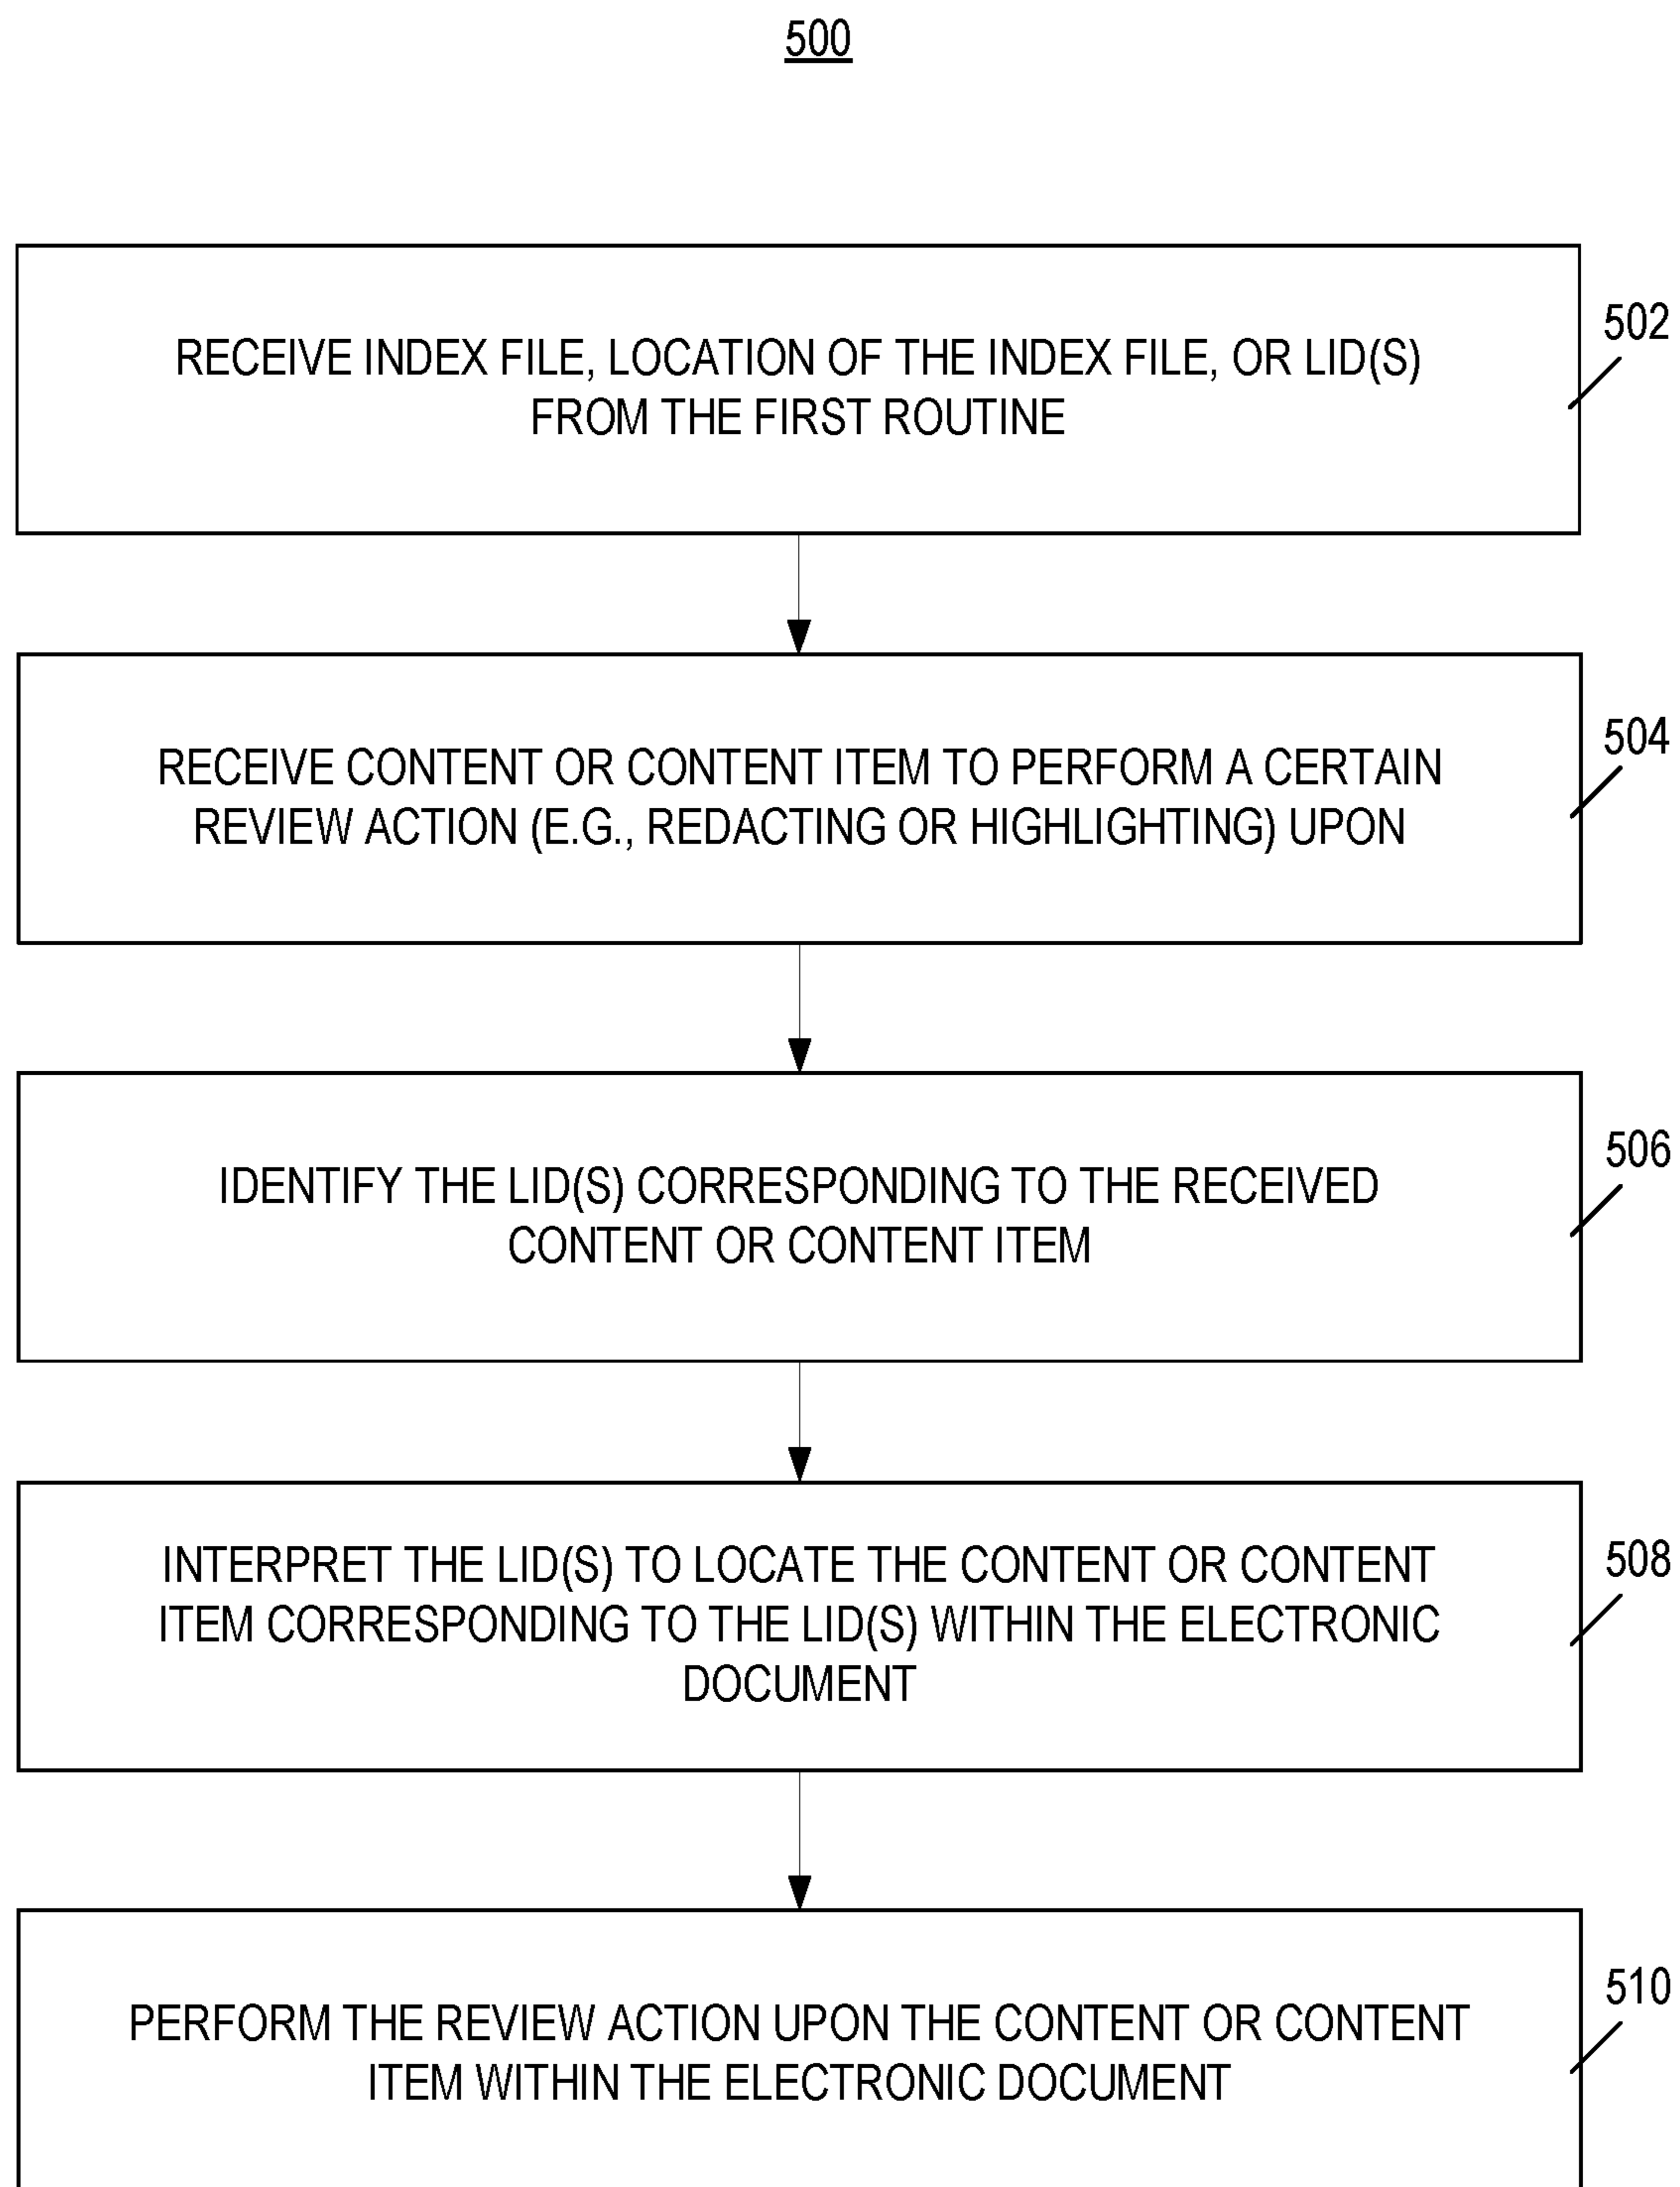 500
RECEIVE INDEX FILE, LOCATION OF THE INDEX FILE, OR LID(S)
FROM THE FIRST ROUTINE
502
RECEIVE CONTENT OR CONTENT ITEM TO PERFORM A CERTAIN
REVIEW ACTION (E.G., REDACTING OR HIGHLIGHTING) UPON
504
IDENTIFY THE LID(S) CORRESPONDING TO THE RECEIVED
CONTENT OR CONTENT ITEM
506
INTERPRET THE LID(S) TO LOCATE THE CONTENT OR CONTENT
ITEM CORRESPONDING TO THE LID(S) WITHIN THE ELECTRONIC
DOCUMENT
508
PERFORM THE REVIEW ACTION UPON THE CONTENT OR CONTENT
ITEM WITHIN THE ELECTRONIC DOCUMENT
510